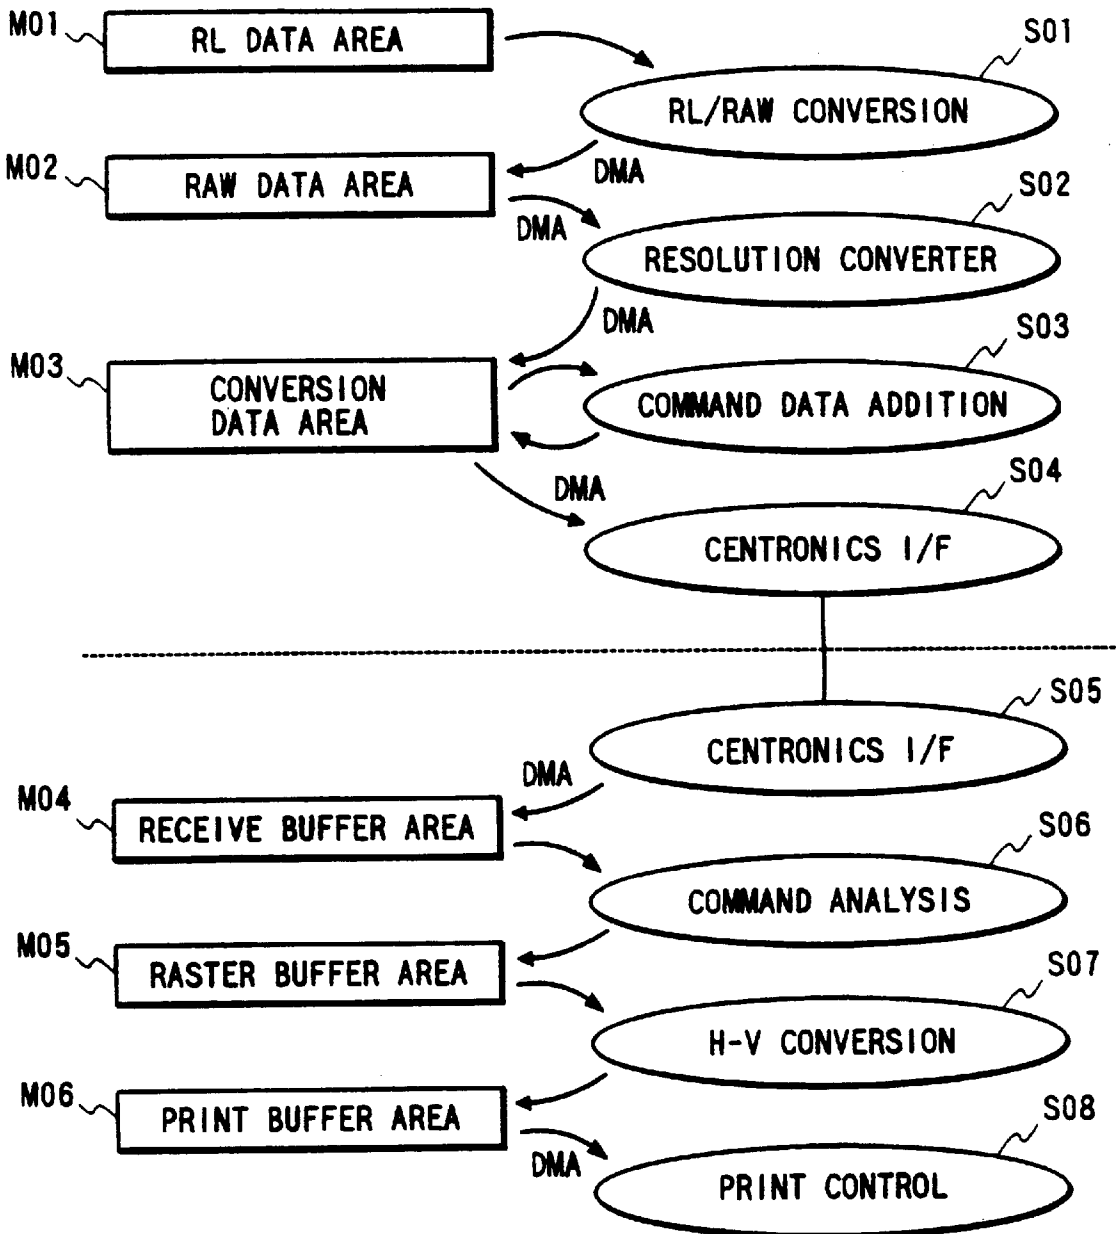 M01
RL DATA AREA
S01
RL/RAW CONVERSION
DMA
M02
RAW DATA AREA
DMA
S02
RESOLUTION CONVERTER
DMA
M03
CONVERSION
DATA AREA
S03
COMMAND DATA ADDITION
DMA
S04
CENTRONICS I/F
S05
CENTRONICS I/F
DMA
M04
RECEIVE BUFFER AREA
S06
COMMAND ANALYSIS
M05
RASTER BUFFER AREA
S07
H-V CONVERSION
M06
PRINT BUFFER AREA
DMA
S08
PRINT CONTROL